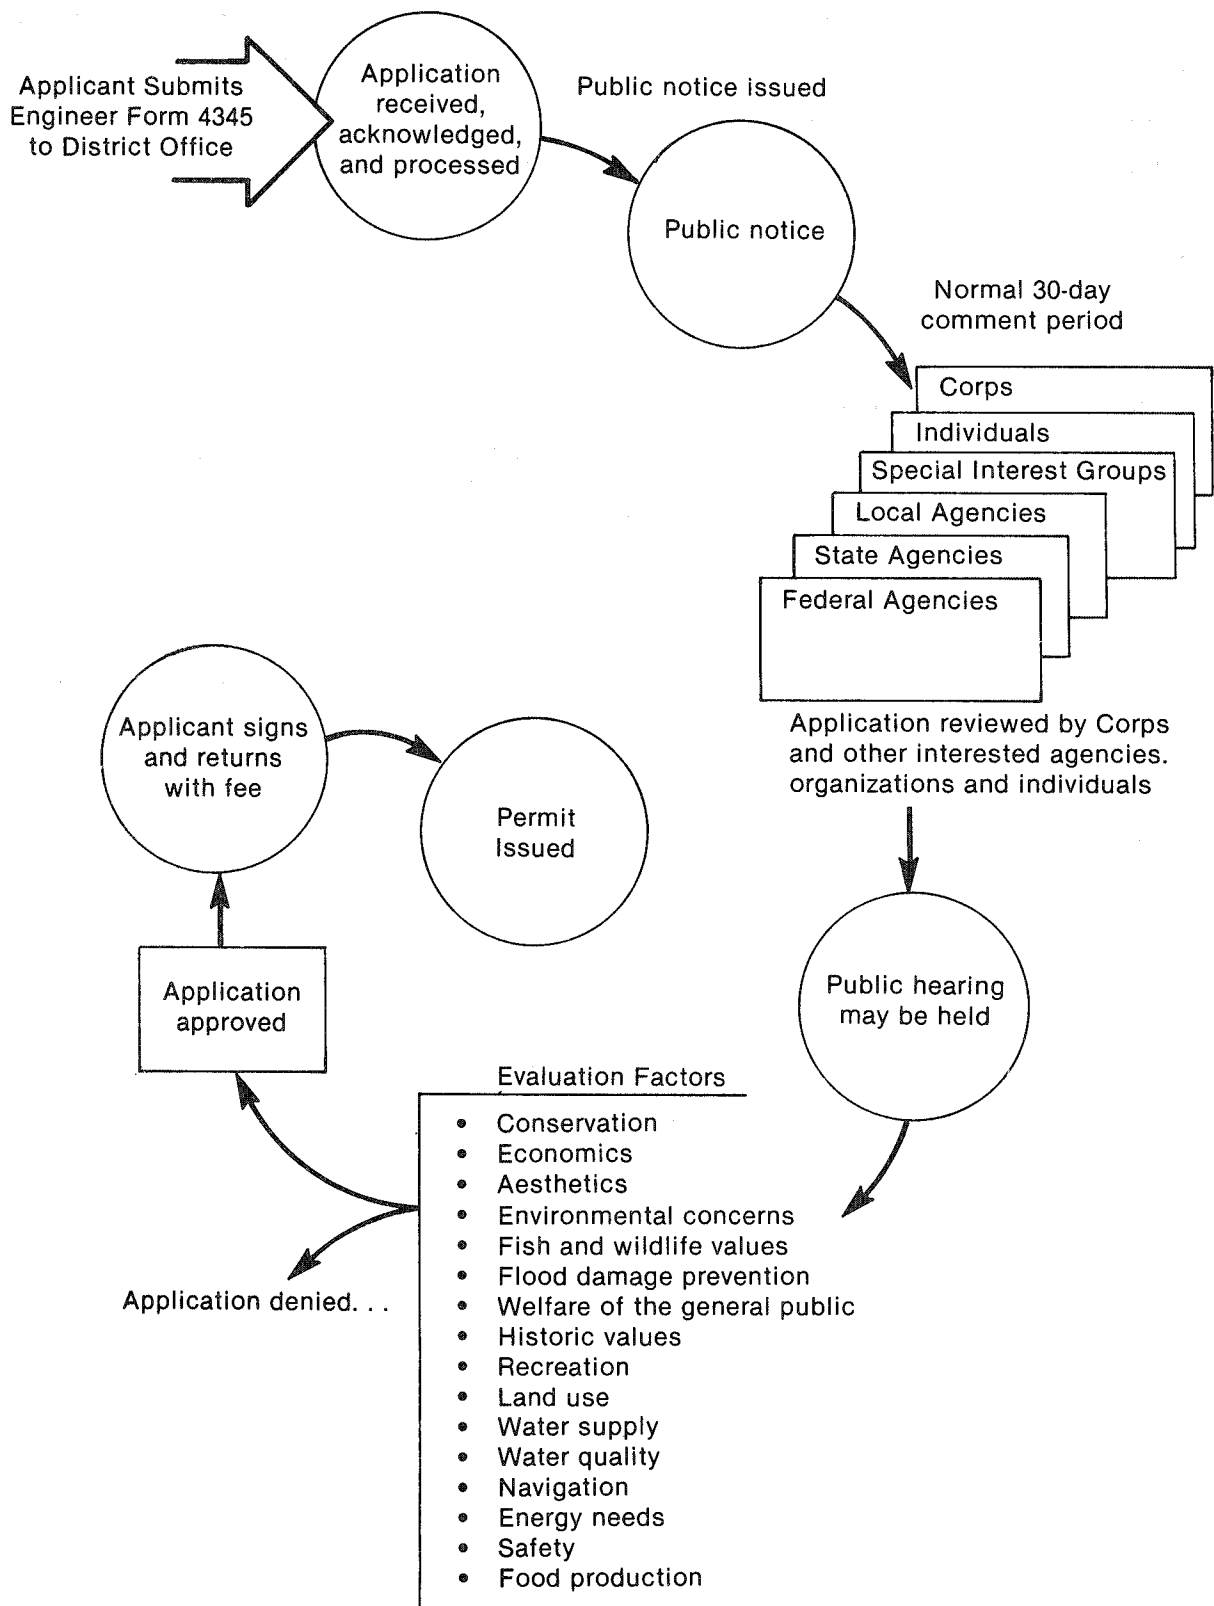 Applicant Submits
Engineer Form 4345
to District Office
Application
received,
acknowledged,
and processed
Public notice issued
Public notice
Normal 30-day
comment period
Corps
Individuals
Special Interest Groups
Local Agencies
State Agencies
Federal Agencies
Application reviewed by Corps
and other interested agencies.
organizations and individuals
Public hearing
may be held
Evaluation Factors
• Conservation
• Economics
• Aesthetics
• Environmental concerns
• Fish and wildlife values
• Flood damage prevention
• Welfare of the general public
• Historic values
• Recreation
• Land use
• Water supply
• Water quality
• Navigation
• Energy needs
• Safety
• Food production
Application denied. . .
Application
approved
Applicant signs
and returns
with fee
Permit
Issued